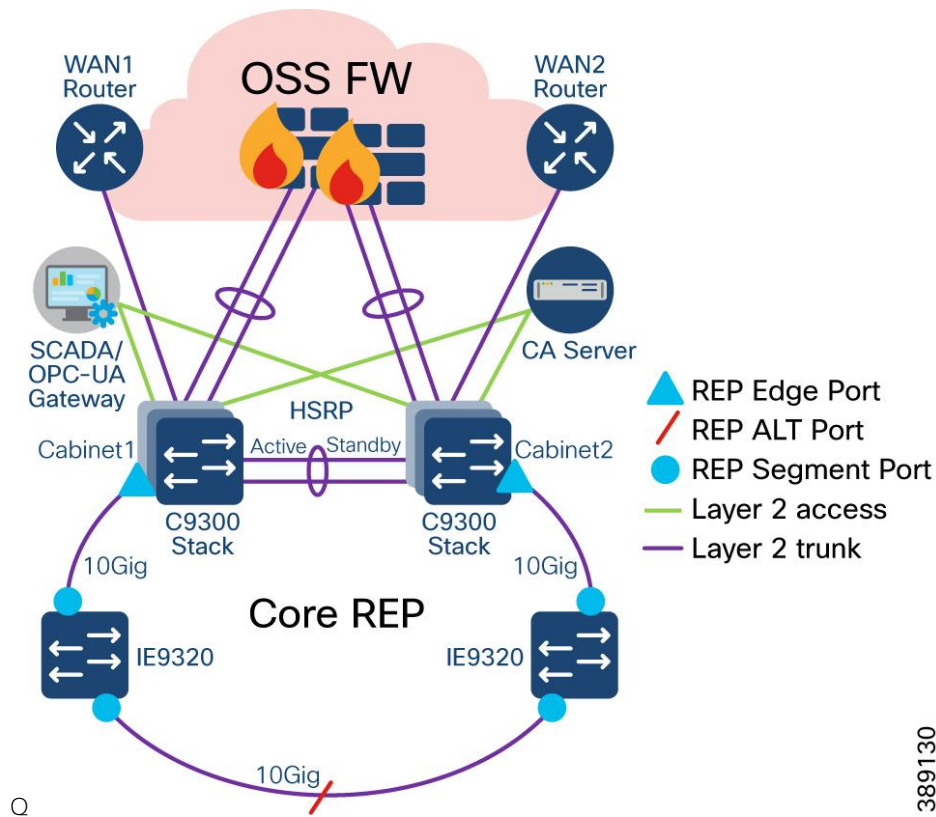 WAN1
Router
OSS FW
WAN2
Router
SCADA/
OPC-UA
Gateway
CA Server
HSRP
Cabinet1
Active
Standby
Cabinet2
C9300
Stack
C9300
Stack
10Gig
10Gig
Core REP
IE9320
IE9320
10Gig
REP Edge Port
REP ALT Port
REP Segment Port
Layer 2 access
Layer 2 trunk
389130
Q